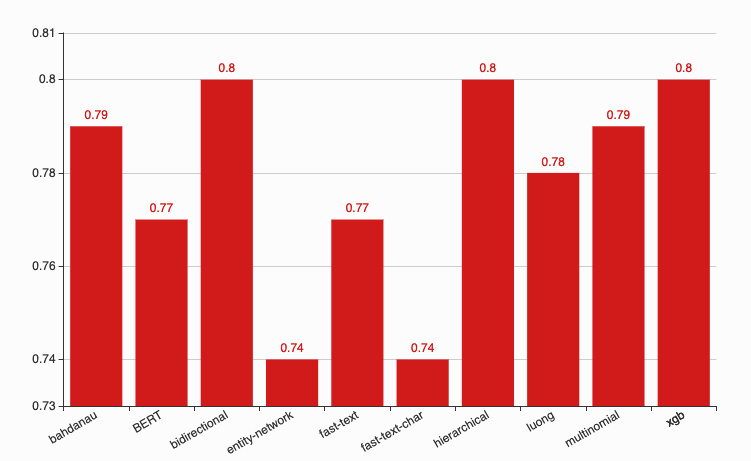 0.81
0.8
0.78
0.76
0.74
0.73
0.79
0.77
0.8
0.74
0.77
0.74
0.8
0.78
0.79
0.8
bahdanau
BERT
bidirectional
entity-network
fast-text
fast-text-char
hierarchical
luong
multinomial
xgb